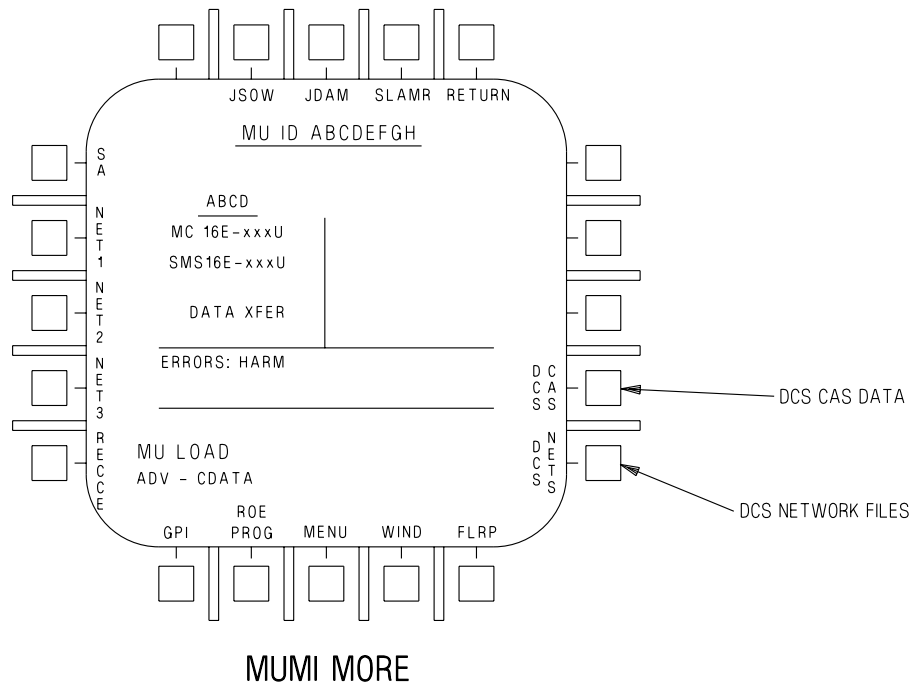 JSOW JDAM SLAMR RETURN
MU ID ABCDEFGH
SA
NET1
NET2
NET3
RECCE
ABCD
MC 16E-xxxU
SMS16E-xxxU
DATA XFER
ERRORS: HARM
DCS CAS
DCS NETS
DCS CAS DATA
DCS NETWORK FILES
MU LOAD
ADV - CDATA
GPI ROE PROG MENU WIND FLRP
MUMI MORE